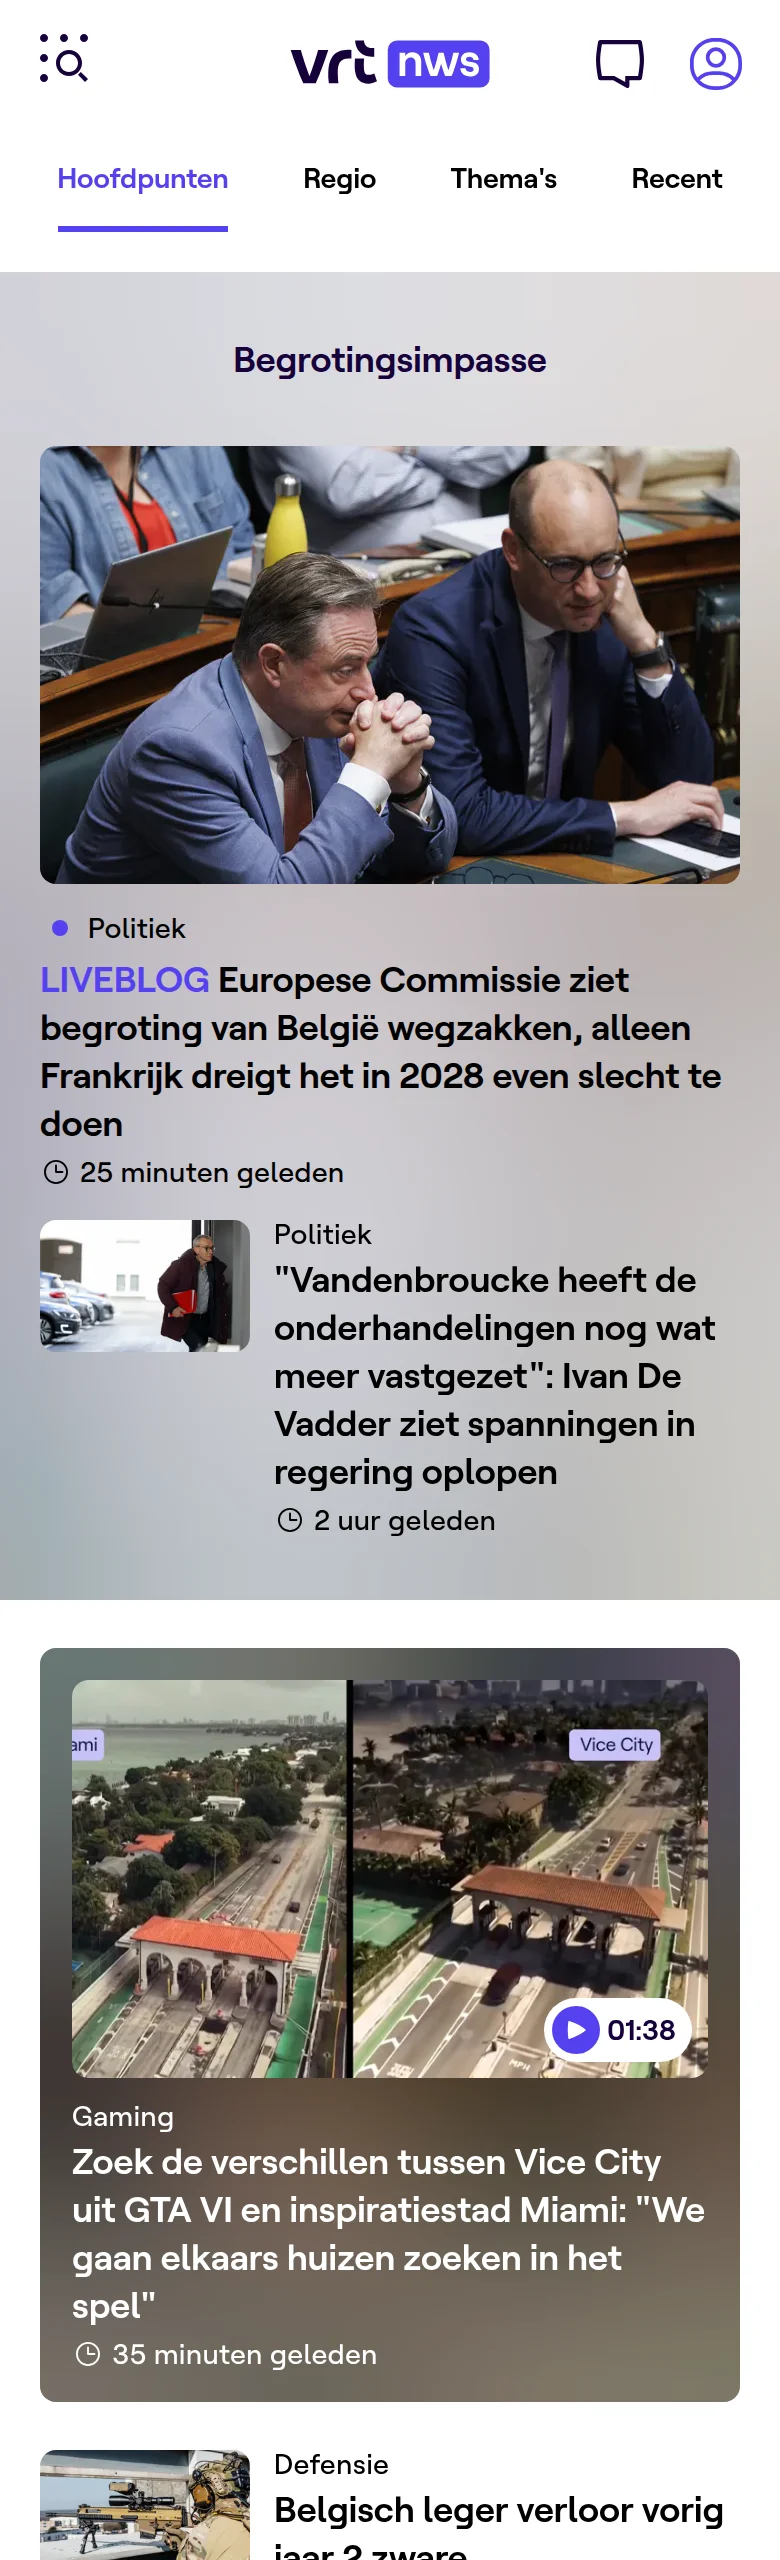 vrt nws
Hoofdpunten Regio Thema's Recent
Begrotingsimpasse
Politiek
LIVEBLOG Europese Commissie ziet
begroting van België wegzakken, alleen
Frankrijk dreigt het in 2028 even slecht te
doen
25 minuten geleden
Politiek
"Vandenbroucke heeft de
onderhandelingen nog wat
meer vastgezet": Ivan De
Vadder ziet spanningen in
regering oplopen
2 uur geleden
ami
Vice City
01:38
Gaming
Zoek de verschillen tussen Vice City
uit GTA VI en inspiratiestad Miami: "We
gaan elkaars huizen zoeken in het
spel"
35 minuten geleden
Defensie
Belgisch leger verloor vorig
jaar 2 zware